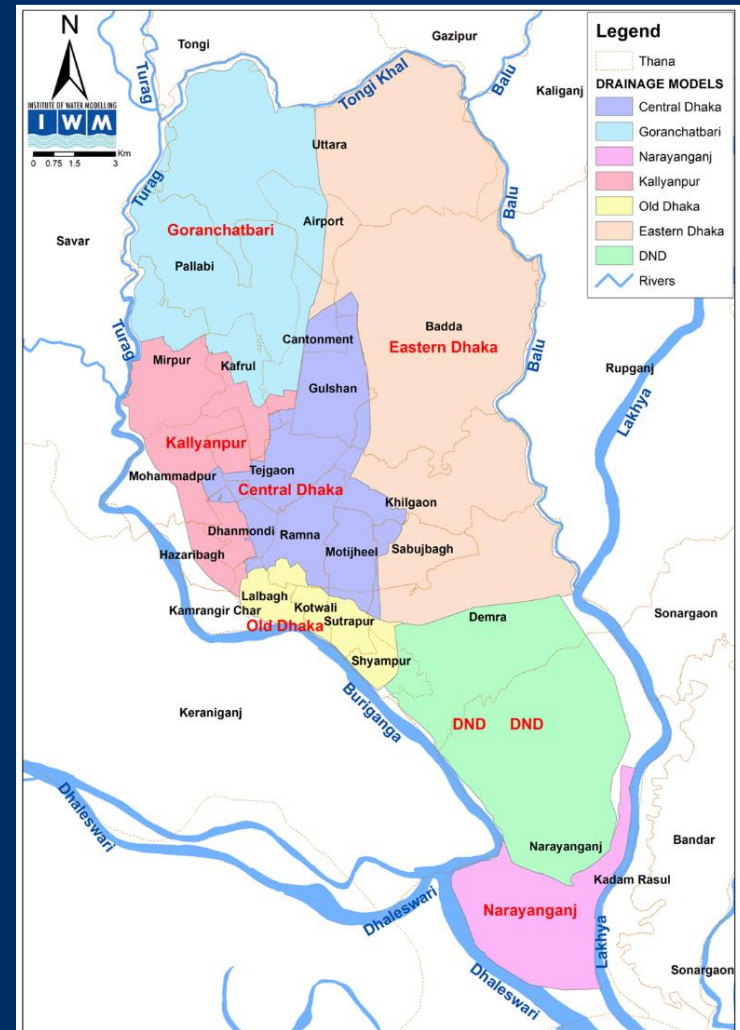 N
INSTITUTE OF WATER MODELLING
I W M
Km
0 0.75 1.5 3
Legend
Thana
DRAINAGE MODELS
Central Dhaka
Goranchatbari
Narayanganj
Kallyanpur
Old Dhaka
Eastern Dhaka
DND
Rivers
Gazipur
Tongi
Turag
Tongi Khal
Balu
Kaliganj
Uttara
Turag
Balu
Airport
Goranchatbari
Savar
Pallabi
Turag
Cantonment
Badda
Eastern Dhaka
Balu
Mirpur
Kafrul
Gulshan
Rupganj
Lakhya
Kallyanpur
Tejgaon
Mohammadpur
Central Dhaka
Khilgaon
Dhanmondi
Ramna
Motijheel
Sabujbagh
Hazaribagh
Lalbagh
Kamrangir Char
Kotwali
Sutrapur
Old Dhaka
Demra
Sonargaon
Shyampur
Keraniganj
Buriganga
DND DND
Dhaleswari
Narayanganj
Bandar
Kadam Rasul
Narayanganj
Dhaleswari
Lakhya
Dhaleswari
Sonargaon